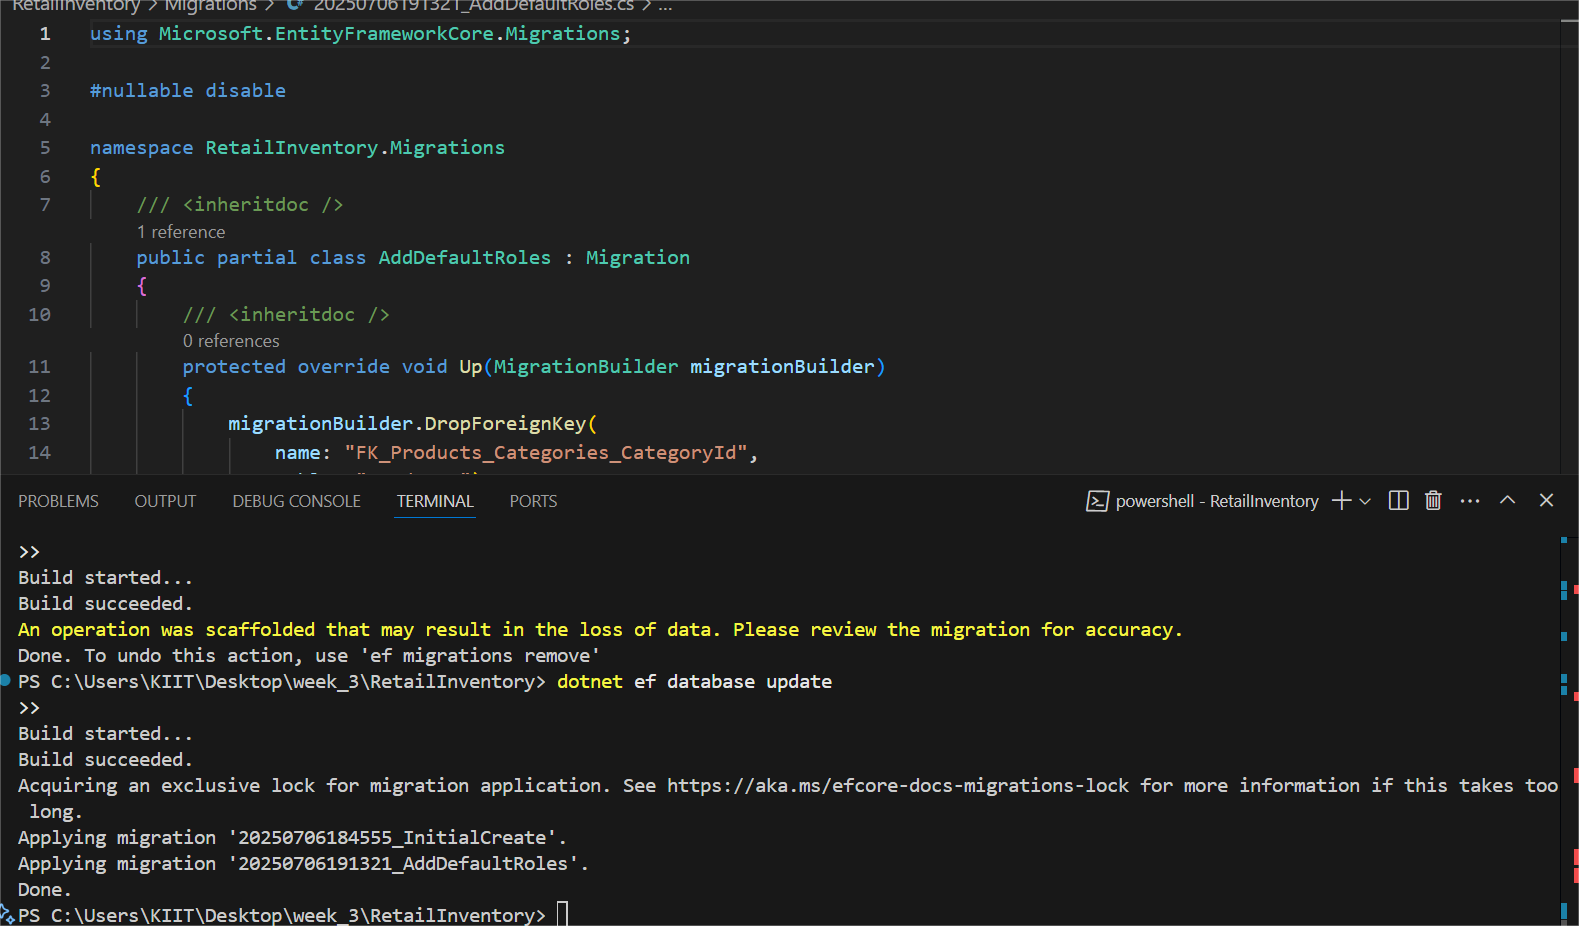 RetailInventory > Migrations > 20250706191321_AddDefaultRoles.cs > ...
1 using Microsoft.EntityFrameworkCore.Migrations;
2
3 #nullable disable
4
5 namespace RetailInventory.Migrations
6 {
7 /// <inheritdoc />
1 reference
8 public partial class AddDefaultRoles : Migration
9 {
10 /// <inheritdoc />
0 references
11 protected override void Up(MigrationBuilder migrationBuilder)
12 {
13 migrationBuilder.DropForeignKey(
14 name: "FK_Products_Categories_CategoryId",
PROBLEMS OUTPUT DEBUG CONSOLE TERMINAL PORTS powershell - RetailInventory
>>
Build started...
Build succeeded.
An operation was scaffolded that may result in the loss of data. Please review the migration for accuracy.
Done. To undo this action, use 'ef migrations remove'
PS C:\Users\KIIT\Desktop\week_3\RetailInventory> dotnet ef database update
>>
Build started...
Build succeeded.
Acquiring an exclusive lock for migration application. See https://aka.ms/efcore-docs-migrations-lock for more information if this takes too
long.
Applying migration '20250706184555_InitialCreate'.
Applying migration '20250706191321_AddDefaultRoles'.
Done.
PS C:\Users\KIIT\Desktop\week_3\RetailInventory>